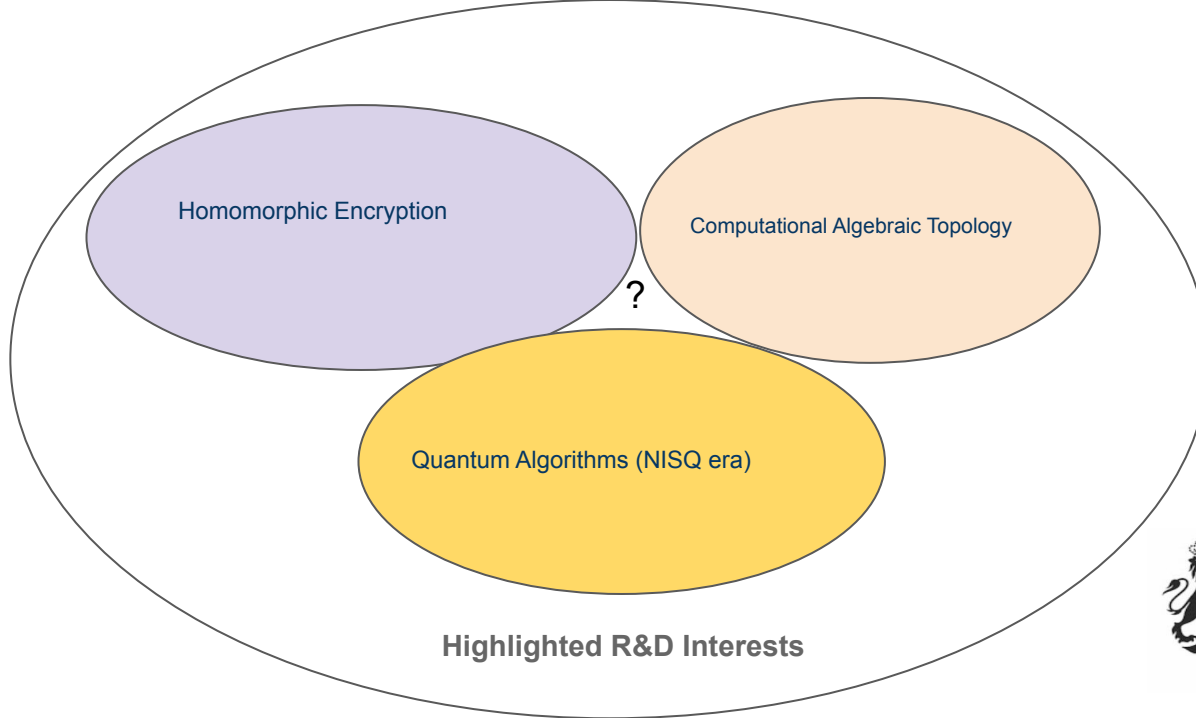 Homomorphic Encryption
Computational Algebraic Topology
?
Quantum Algorithms (NISQ era)
Highlighted R&D Interests